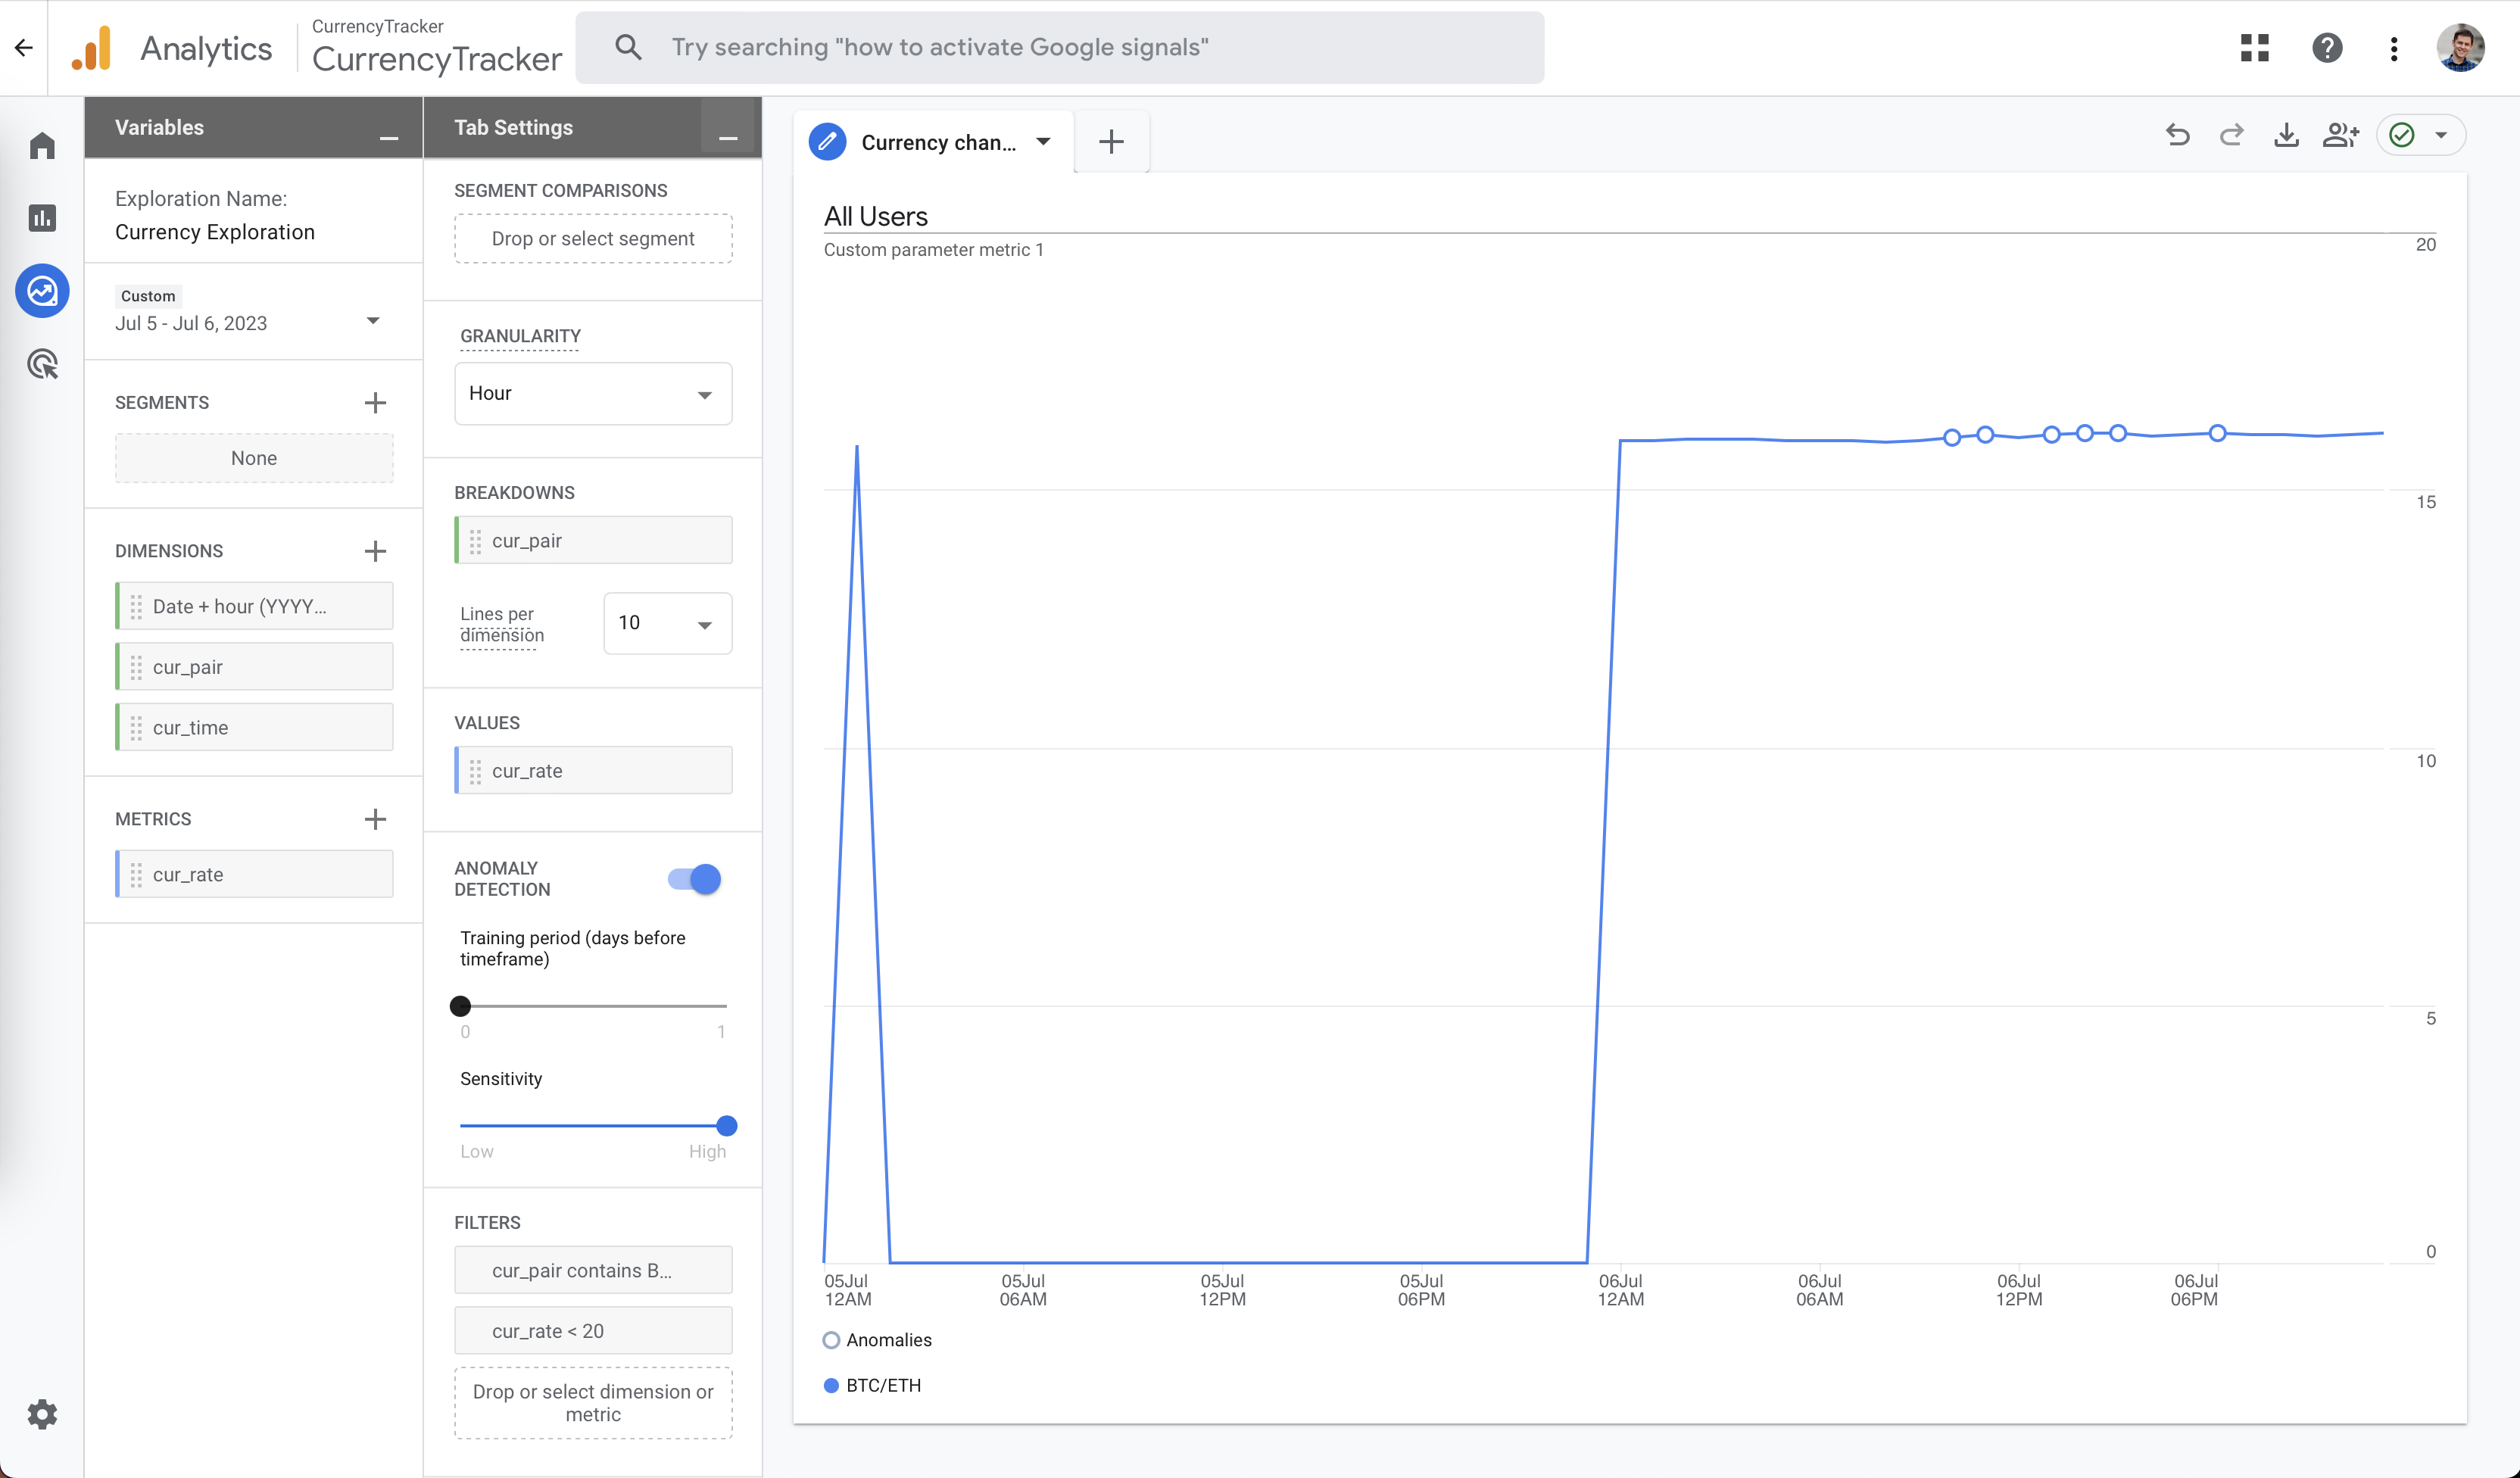 Analytics
CurrencyTracker
CurrencyTracker
Try searching "how to activate Google signals"
Variables
Exploration Name:
Currency Exploration
Custom
Jul 5 - Jul 6, 2023
SEGMENTS
None
DIMENSIONS
Date + hour (YYYY...
cur_pair
cur_time
METRICS
cur_rate
Tab Settings
SEGMENT COMPARISONS
Drop or select segment
GRANULARITY
Hour
BREAKDOWNS
cur_pair
Lines per
dimension
10
VALUES
cur_rate
ANOMALY
DETECTION
Training period (days before
timeframe)
0 1
Sensitivity
Low High
FILTERS
cur_pair contains B...
cur_rate < 20
Drop or select dimension or
metric
Currency chan...
All Users
Custom parameter metric 1
20
15
10
5
0
05Jul 05Jul 05Jul 05Jul 06Jul 06Jul 06Jul 06Jul
12AM 06AM 12PM 06PM 12AM 06AM 12PM 06PM
Anomalies
BTC/ETH